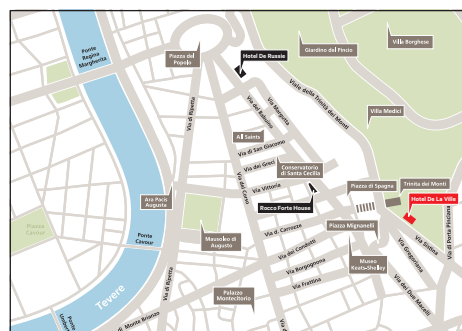 Ponte
Regina
Margherita
Piazza del
Popolo
Hotel De Russie
Giardino del Pincio
Villa Borghese
Viale della Trinità dei Monti
Via di Ripetta
Via del Babuino
Via Margutta
Villa Medici
All Saints
Via di San Giacomo
Via dei Greci
Conservatorio
di Santa Cecilia
Via Vittoria
Piazza di Spagna
Trinita dei Monti
Ara Pacis
Augusta
Via del Corso
Rocco Forte House
Hotel De La Ville
Piazza
Cavour
Ponte
Cavour
Mausoleo di
Augusto
Via d. Carrozze
Piazza Mignanelli
Via Sistina
Via Gregoriana
Via di Porta Pinciana
Via dei Condotti
Via di Ripetta
Via Borgognona
Museo
Keats-Shelley
Via Frattina
Via dei Due Macelli
Tevere
Palazzo
Montecitorio
Ponte
Umberto
di Monte Brianzo
Via del Corso